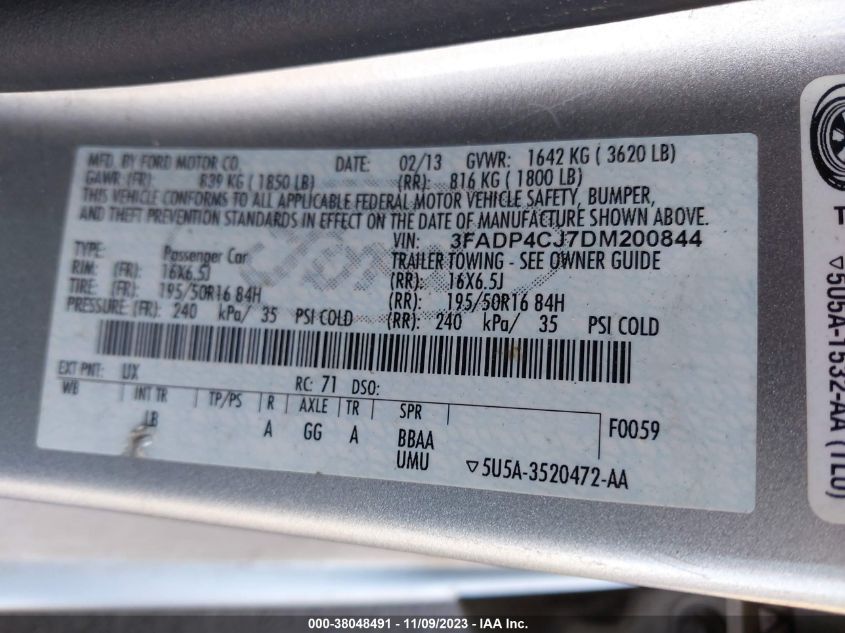 MFD. BY FORD MOTOR CO. DATE: 02/13 GVWR: 1642 KG ( 3620 LB)
GAWR (FR): 839 KG ( 1850 LB) (RR): 816 KG ( 1800 LB)
THIS VEHICLE CONFORMS TO ALL APPLICABLE FEDERAL MOTOR VEHICLE SAFETY, BUMPER,
AND THEFT PREVENTION STANDARDS IN EFFECT ON THE DATE OF MANUFACTURE SHOWN ABOVE.
VIN: 3FADP4CJ7DM200844
TYPE: Passenger Car TRAILER TOWING - SEE OWNER GUIDE
RIM: (FR): 16X6.5J (RR): 16X6.5J
TIRE: (FR): 195/50R16 84H (RR): 195/50R16 84H
PRESSURE (FR): 240 kPa/ 35 PSI COLD (RR): 240 kPa/ 35 PSI COLD
EXT PNT: UX RC: 71 DSO:
WB INT TR TP/PS R AXLE TR SPR F0059
LB A GG A BBAA
UMU ▽5U5A-3520472-AA
▽5U5A-1532-AA (TL0)
000-38048491 - 11/09/2023 - IAA Inc.